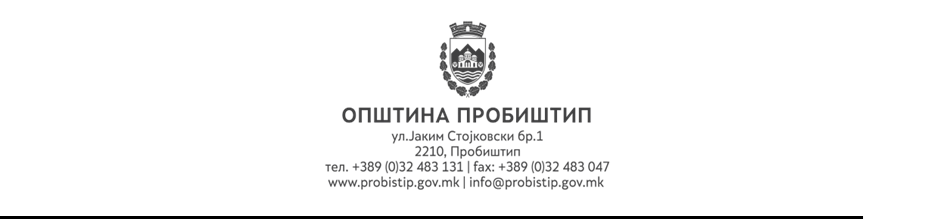 ОПШТИНА ПРОБИШТИП
ул.Јаким Стојковски бр.1
2210, Пробиштип
тел. +389 (0)32 483 131 | fax: +389 (0)32 483 047
www.probistip.gov.mk | info@probistip.gov.mk